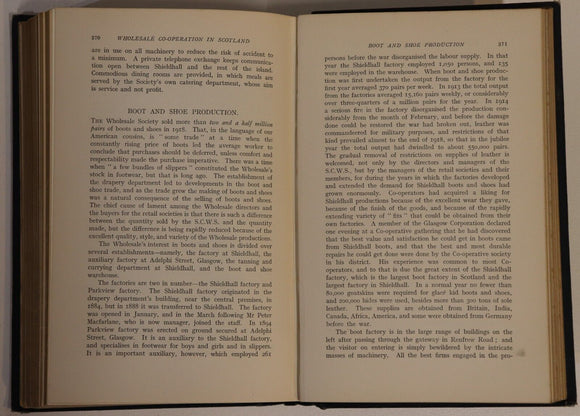 270 WHOLESALE CO-OPERATION IN SCOTLAND
are in use on all machinery to reduce the risk of accident to
a minimum. A private telephone exchange keeps communica-
tion open between Shieldhall and the rest of the island.
Commodious dining rooms are provided, in which meals are
served by the Society's own catering department, whose aim
is service and not profit.
BOOT AND SHOE PRODUCTION.
THE Wholesale Society sold more than two and a half million
pairs of boots and shoes in 1918. That, in the language of our
American cousins, is "some trade" at a time when the
constantly rising price of boots led the average worker to
conclude that purchases should be deferred, unless comfort and
respectability made the purchase imperative. There was a time
when "a few bundles of slippers" constituted the Wholesale's
stock in footwear, but that is long ago. The establishment of
the drapery department led to developments in the boot and
shoe trade, and as the trade grew the making of boots and shoes
was a natural consequence of the selling of boots and shoes.
The chief cause of lament among the Wholesale directors and
the buyers for the retail societies is that there is such a difference
between the quantity sold by the S.C.W.S. and the quantity
made, but the difference is being rapidly reduced because of the
excellent quality, style, and variety of the Wholesale productions.
The Wholesale's interest in boots and shoes is divided over
several establishments—namely, the factory at Shieldhall, the
auxiliary factory at Adelphi Street, Glasgow, the tanning and
currying department at Shieldhall, and the boot and shoe
warehouse.
The factories are two in number—the Shieldhall Factory and
Parkview factory. The Shieldhall factory originated in the
drapery department's building, near the central premises, in
1884, but in 1888 it was transferred to Shieldhall. The factory
was opened in January, and in the March following Mr Peter
Macfarlane, who is now manager, joined the staff. In 1894
Parkview factory was erected on ground secured at Adelphi
Street, Glasgow. It is an auxiliary to the Shieldhall factory,
and specialises in footwear for boys and girls and in slippers.
It is an important auxiliary, however, which employed 261
BOOT AND SHOE PRODUCTION 271
persons before the war disorganised the labour supply. In that
year the Shieldhall factory employed 1,050 persons, and 235
were employed in the warehouse. When boot and shoe produc-
tion was first undertaken the output from the factory for the
first year averaged 370 pairs per week. In 1913 the total output
from the factories averaged 15,160 pairs weekly, or considerably
over three-quarters of a million pairs for the year. In 1914
a serious fire in the factory disorganised the production con-
siderably from the month of February, and before the damage
done could be restored the war had broken out, leather was
commandeered for military purposes, and restrictions of that
kind prevailed almost to the end of 1918, so that in the jubilee
year the total output had dwindled to about 550,000 pairs.
The gradual removal of restrictions on supplies of leather is
welcomed, not only by the directors and managers of the
S.C.W.S., but by the managers of the retail societies and their
members, for during the years in which the factories developed
and extended the demand for Shieldhall boots and shoes had
grown enormously. Co-operators had acquired a liking for
Shieldhall productions because of the excellent wear they gave,
because of the finish of the goods, and because of the regularly
extending variety of "fits" that could be obtained from their
own factories. A member of the Glasgow Corporation declared
one evening at a Co-operative gathering that he had discovered
that the best value and satisfaction he could get in boots came
from Shieldhall boots, and that the best and most durable
repairs he could get done were done by the Co-operative society
in his district. His experience was common to most Co-
operators, and to that is due the great extent of the Shieldhall
factory, which is the largest boot factory in Scotland and the
largest in Shieldhall. In a normal year no fewer than
80,000 goatskins were required for glacé kid boots and shoes,
and 200,000 hides were used, besides more than 300 tons of sole
leather. These supplies are obtained from Britain, India,
Canada, Africa, America, and some were obtained from Germany
before the war.
The boot factory is in the large range of buildings on the
left after passing through the gateway in Renfrew Road; and
the visitor on entering is simply bewildered by the intricate
masses of machinery. All the best firms engaged in the pro-